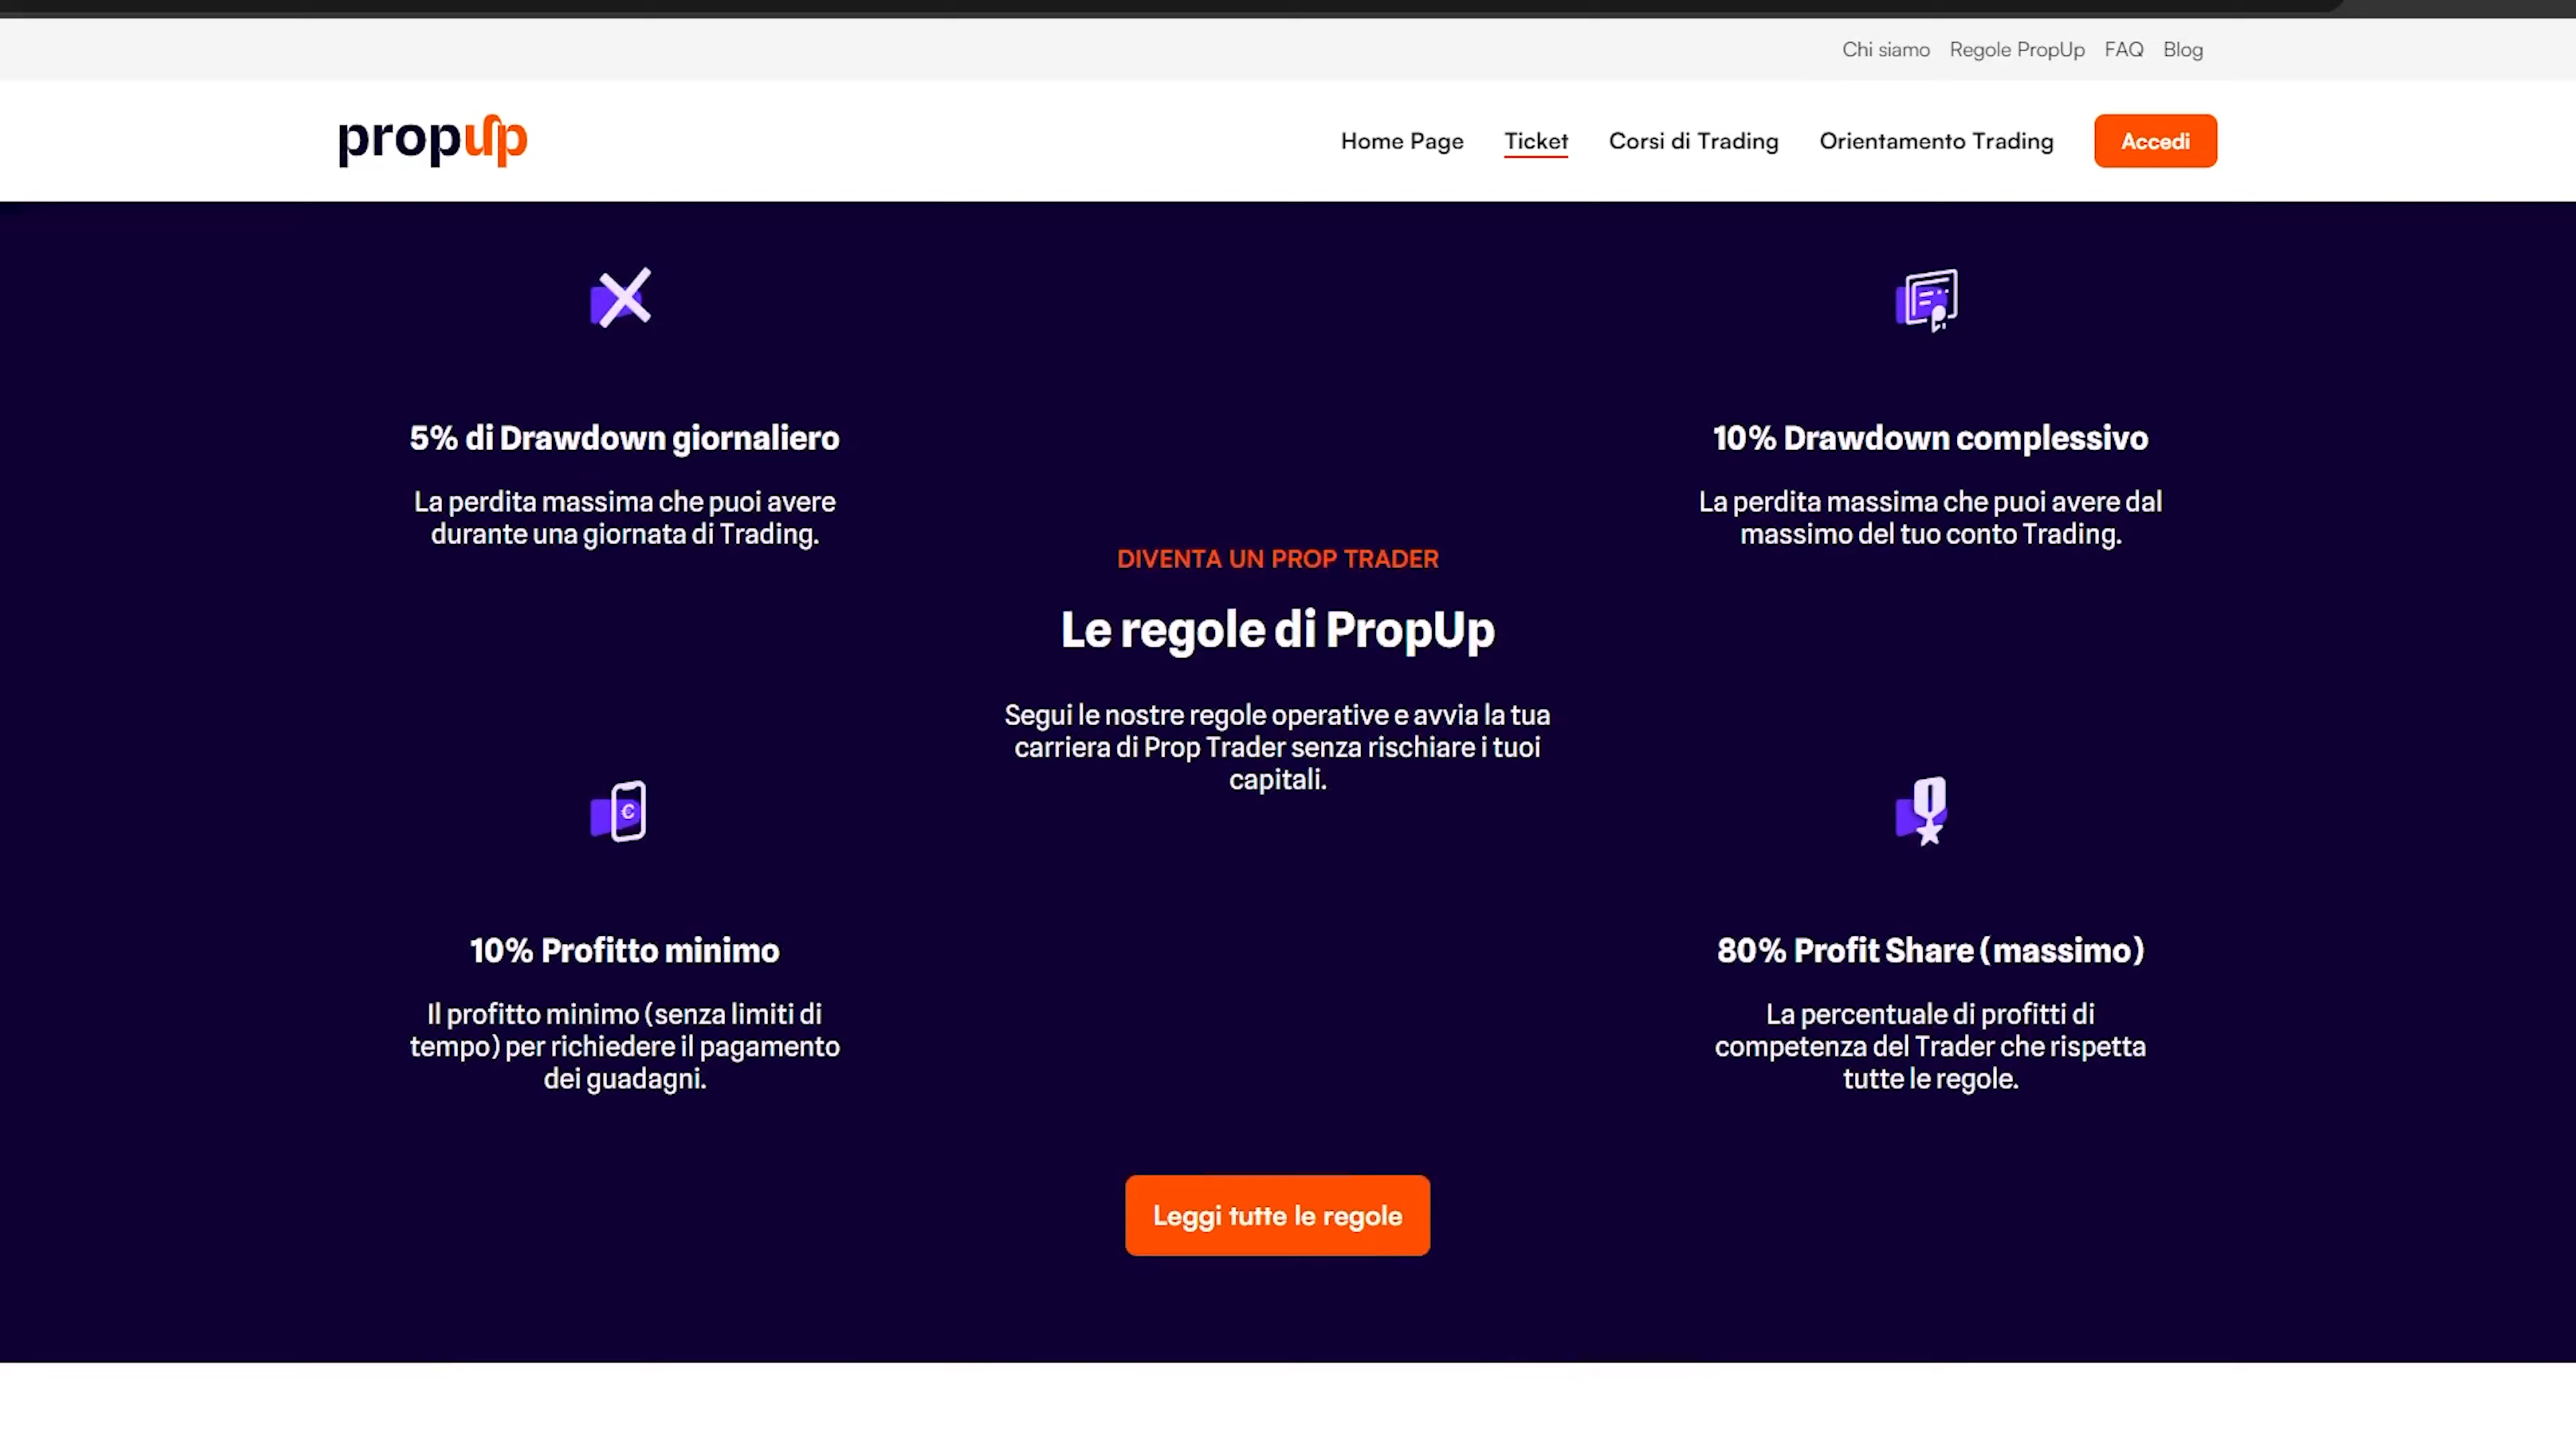 Chi siamo Regole PropUp FAQ Blog
propup
Home Page Ticket Corsi di Trading Orientamento Trading Accedi
5% di Drawdown giornaliero
La perdita massima che puoi avere
durante una giornata di Trading.
10% Drawdown complessivo
La perdita massima che puoi avere dal
massimo del tuo conto Trading.
DIVENTA UN PROP TRADER
Le regole di PropUp
Segui le nostre regole operative e avvia la tua
carriera di Prop Trader senza rischiare i tuoi
capitali.
€
10% Profitto minimo
Il profitto minimo (senza limiti di
tempo) per richiedere il pagamento
dei guadagni.
80% Profit Share (massimo)
La percentuale di profitti di
competenza del Trader che rispetta
tutte le regole.
Leggi tutte le regole